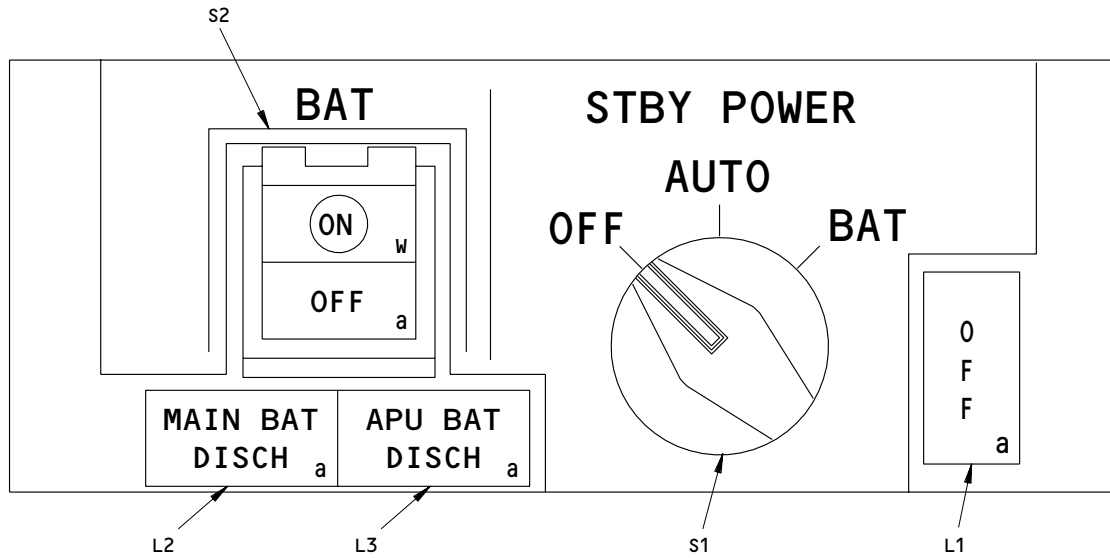 S2
BAT
STBY POWER
AUTO
OFF
BAT
ON
W
OFF
a
O
F
F
a
MAIN BAT
DISCH a
APU BAT
DISCH a
L2
L3
S1
L1